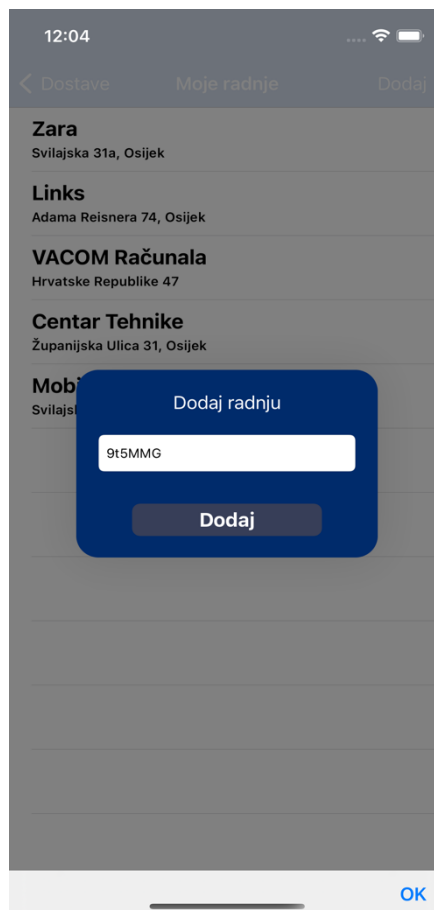 12:04
Dostave
Moje radnje
Dodaj
Zara
Svilajska 31a, Osijek
Links
Adama Reisnera 74, Osijek
VACOM Računala
Hrvatske Republike 47
Centar Tehnike
Županijska Ulica 31, Osijek
Dodaj radnju
9t5MMG
Dodaj
OK